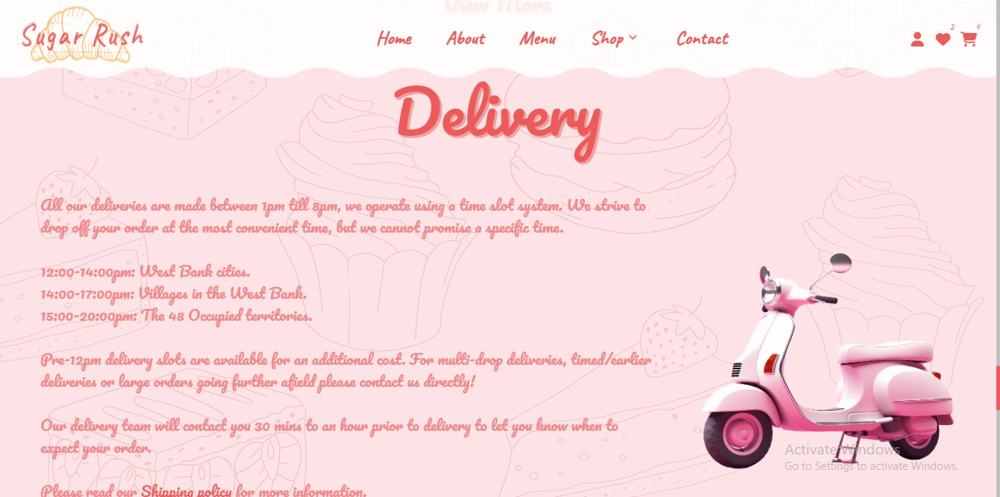 View More
Sugar Rush
Home About Menu Shop Contact
2 4
Delivery
All our deliveries are made between 1pm till 8pm, we operate using a time slot system. We strive to
drop off your order at the most convenient time, but we cannot promise a specific time.
12:00-14:00pm: West Bank cities.
14:00-17:00pm: Villages in the West Bank.
15:00-20:00pm: The 48 Occupied territories.
Pre-12pm delivery slots are available for an additional cost. For multi-drop deliveries, timed/earlier
deliveries or large orders going further afield please contact us directly!
Our delivery team will contact you 30 mins to an hour prior to delivery to let you know when to
expect your order.
Please read our Shipping policy for more information.
Activate Windows
Go to Settings to activate Windows.